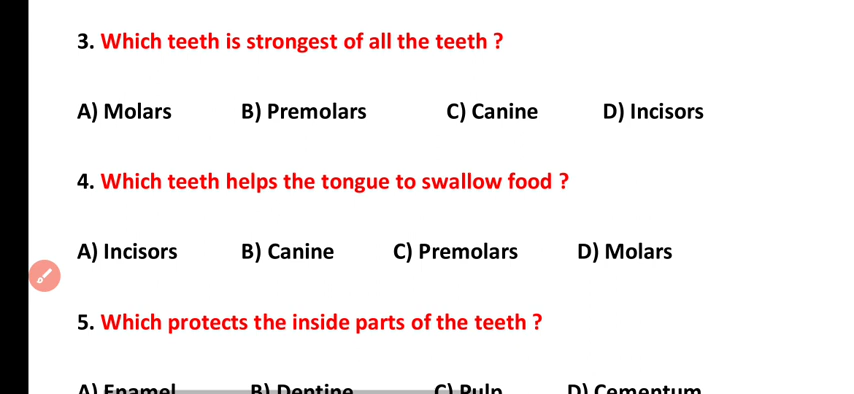 3. Which teeth is strongest of all the teeth ?
A) Molars B) Premolars C) Canine D) Incisors
4. Which teeth helps the tongue to swallow food ?
A) Incisors B) Canine C) Premolars D) Molars
5. Which protects the inside parts of the teeth ?
A) Enamel B) Dentine C) Pulp D) Cementum